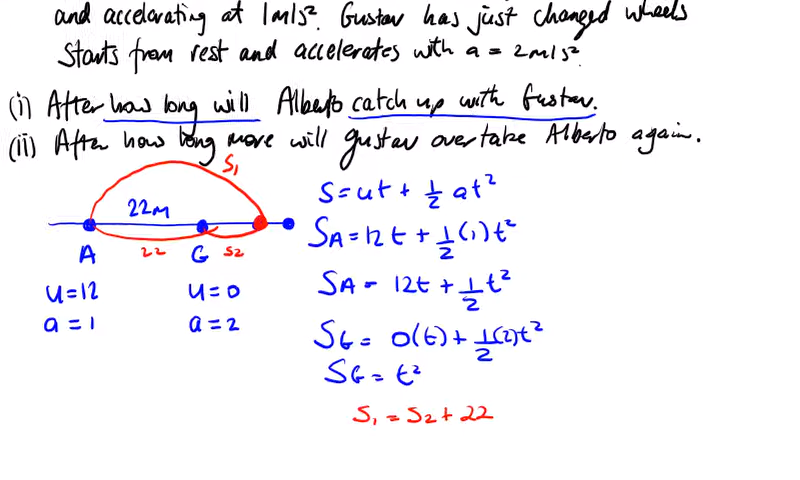 and accelerating at 1m/s². Gustav has just changed wheels
Starts from rest and accelerates with a = 2m/s².
(i) After how long will Alberto catch up with Gustav.
(ii) After how long more will Gustav overtake Alberto again.
S₁
22M
A
22
G
S2
u=12
u=0
a=1
a=2
S=ut + 1/2 at²
SA=12t + 1/2(1)t²
SA = 12t + 1/2t²
SG = 0(t) + 1/2(2)t²
SG = t²
S₁ = S2 + 22